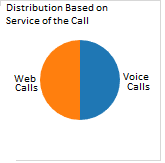 Distribution Based on
Service of the Call
Web
Calls
Voice
Calls